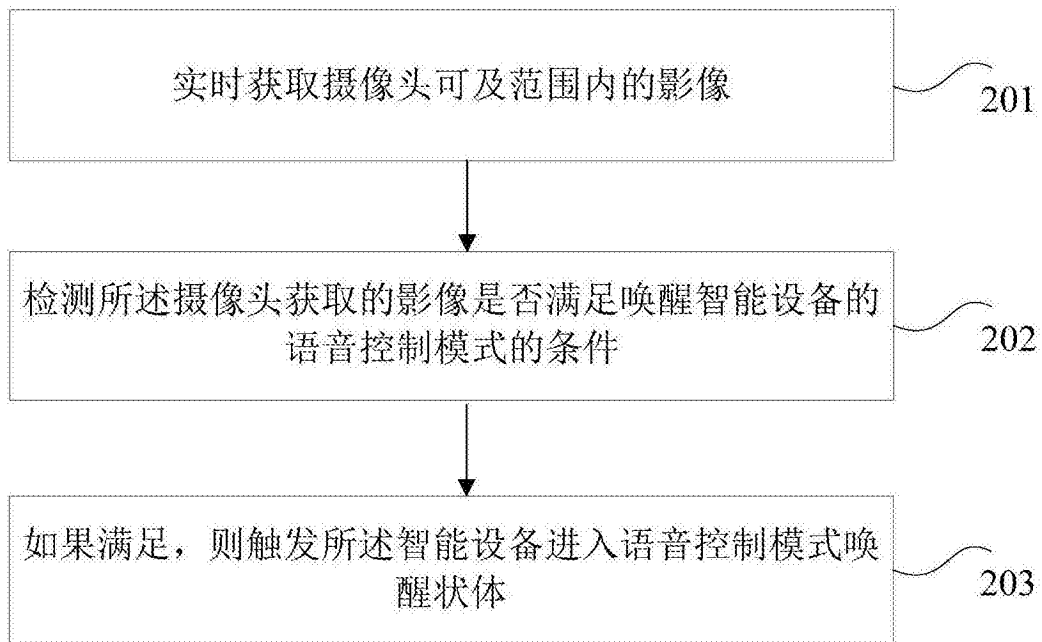 实时获取摄像头可及范围内的影像
201
检测所述摄像头获取的影像是否满足唤醒智能设备的
语音控制模式的条件
202
如果满足，则触发所述智能设备进入语音控制模式唤
醒状体
203